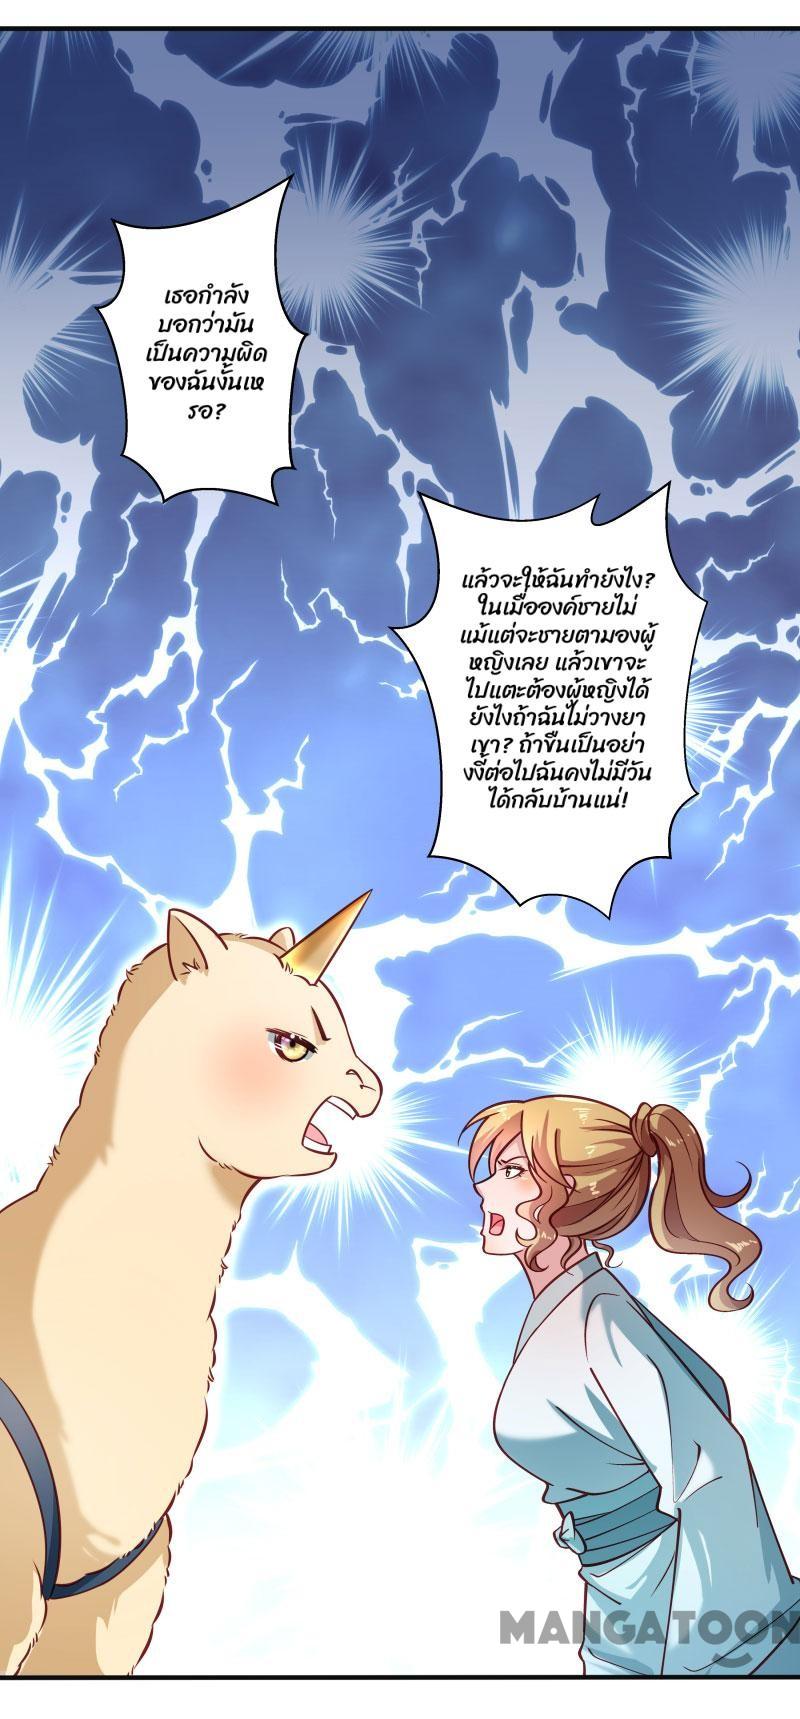 เธอกำลัง
บอกว่ามัน
เป็นความผิด
ของฉันงั้นเห
รอ?
แล้วจะให้ฉันทำยังไง?
ในเมื่อองค์ชายไม่
แม้แต่จะชายตามองผู้
หญิงเลย แล้วเขาจะ
ไปแตะต้องผู้หญิงได้
ยังไงถ้าฉันไม่วางยา
เขา? ถ้าขืนเป็นอย่า
งงี้ต่อไปฉันคงไม่มีวัน
ได้กลับบ้านแน่!
MANGATOON